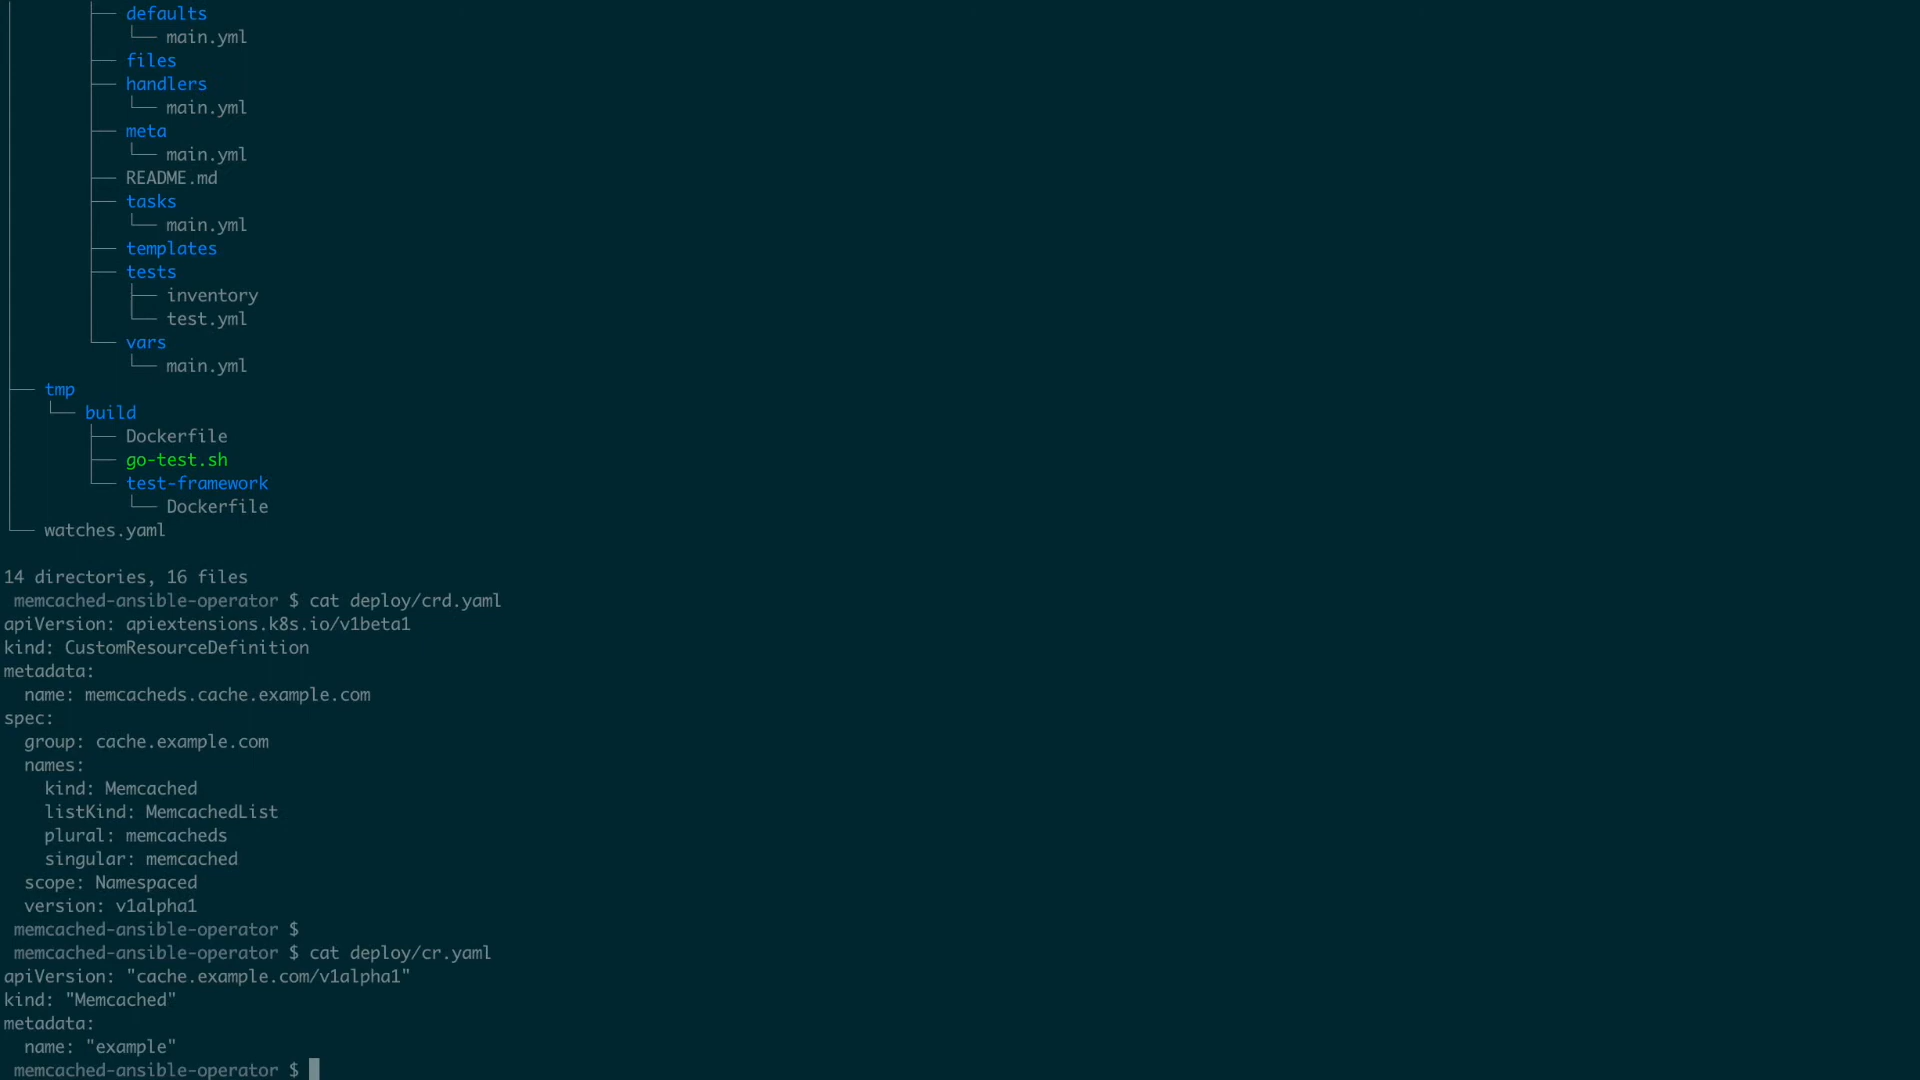 │       ├── defaults
│       │   └── main.yml
│       ├── files
│       ├── handlers
│       │   └── main.yml
│       ├── meta
│       │   └── main.yml
│       ├── README.md
│       ├── tasks
│       │   └── main.yml
│       ├── templates
│       ├── tests
│       │   ├── inventory
│       │   └── test.yml
│       └── vars
│           └── main.yml
├── tmp
│   └── build
│       ├── Dockerfile
│       ├── go-test.sh
│       └── test-framework
│           └── Dockerfile
└── watches.yaml

14 directories, 16 files
 memcached-ansible-operator $ cat deploy/crd.yaml
apiVersion: apiextensions.k8s.io/v1beta1
kind: CustomResourceDefinition
metadata:
  name: memcacheds.cache.example.com
spec:
  group: cache.example.com
  names:
    kind: Memcached
    listKind: MemcachedList
    plural: memcacheds
    singular: memcached
  scope: Namespaced
  version: v1alpha1
 memcached-ansible-operator $
 memcached-ansible-operator $ cat deploy/cr.yaml
apiVersion: "cache.example.com/v1alpha1"
kind: "Memcached"
metadata:
  name: "example"
 memcached-ansible-operator $